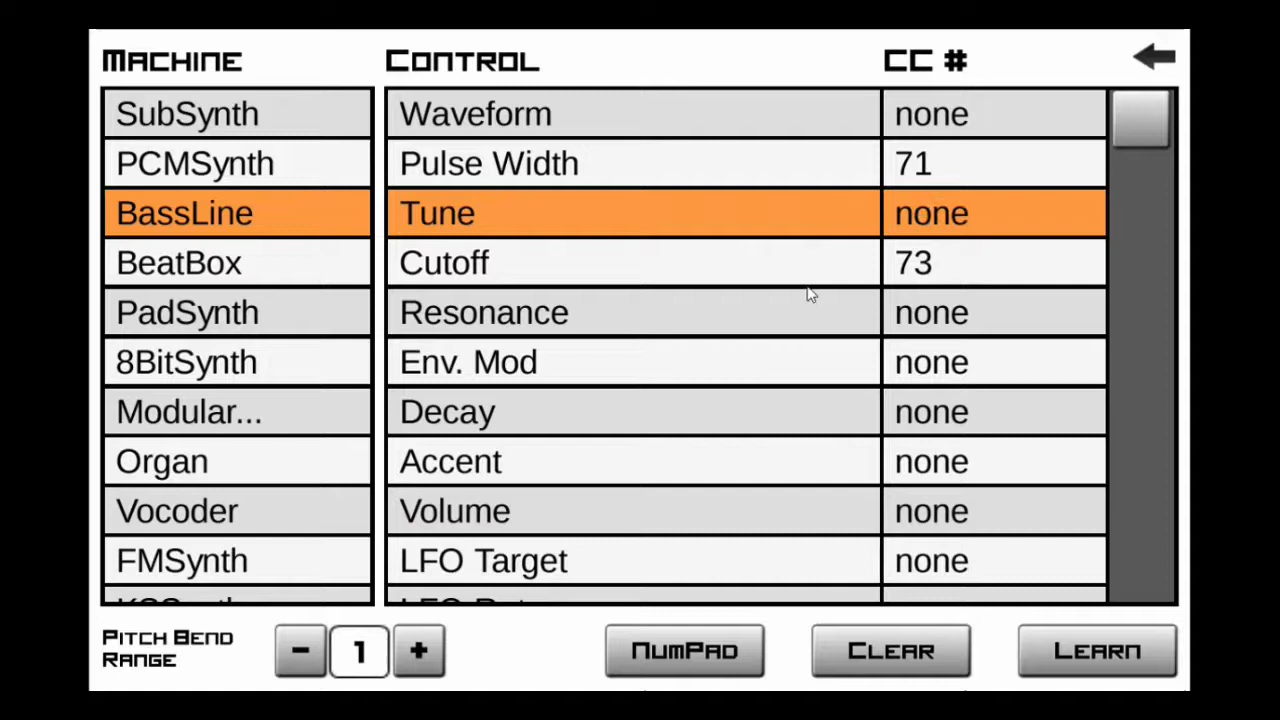 Machine Control CC #
SubSynth Waveform none
PCMSynth Pulse Width 71
BassLine Tune none
BeatBox Cutoff 73
PadSynth Resonance none
8BitSynth Env. Mod none
Modular... Decay none
Organ Accent none
Vocoder Volume none
FMSynth LFO Target none
Pitch Bend
Range
- 1 + NumPad Clear Learn